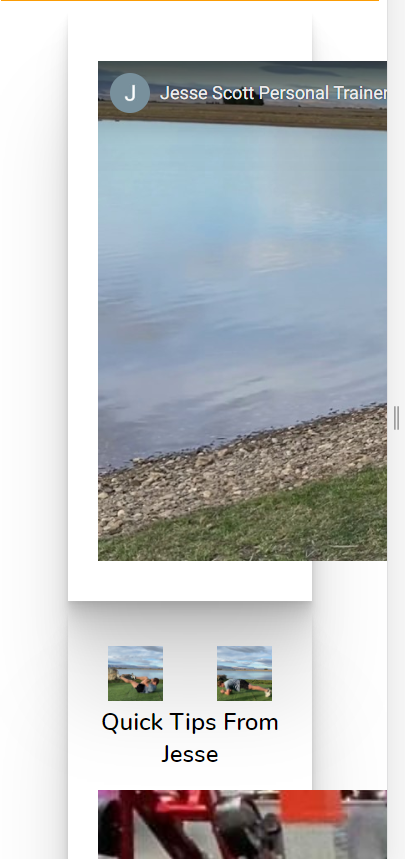 J
Jesse Scott Personal Trainer
Quick Tips From
Jesse